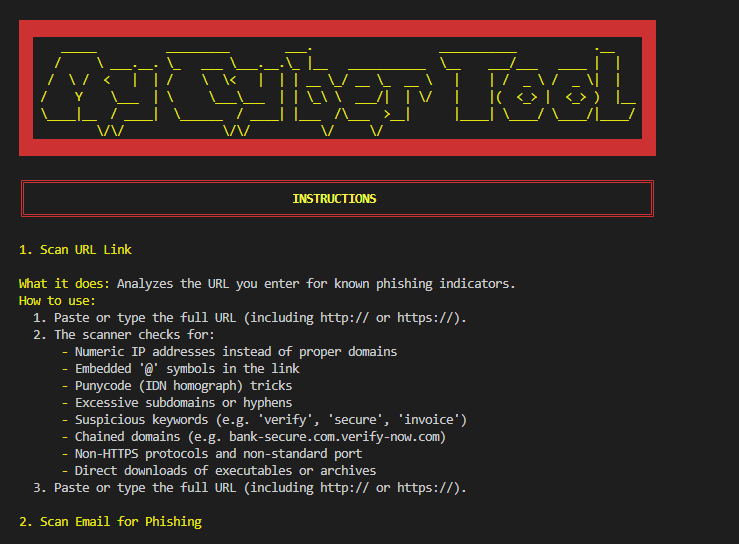 My Cyber Tool
INSTRUCTIONS
1. Scan URL Link
What it does: Analyzes the URL you enter for known phishing indicators.
How to use:
1. Paste or type the full URL (including http:// or https://).
2. The scanner checks for:
- Numeric IP addresses instead of proper domains
- Embedded '@' symbols in the link
- Punycode (IDN homograph) tricks
- Excessive subdomains or hyphens
- Suspicious keywords (e.g. 'verify', 'secure', 'invoice')
- Chained domains (e.g. bank-secure.com.verify-now.com)
- Non-HTTPS protocols and non-standard port
- Direct downloads of executables or archives
3. Paste or type the full URL (including http:// or https://).
2. Scan Email for Phishing